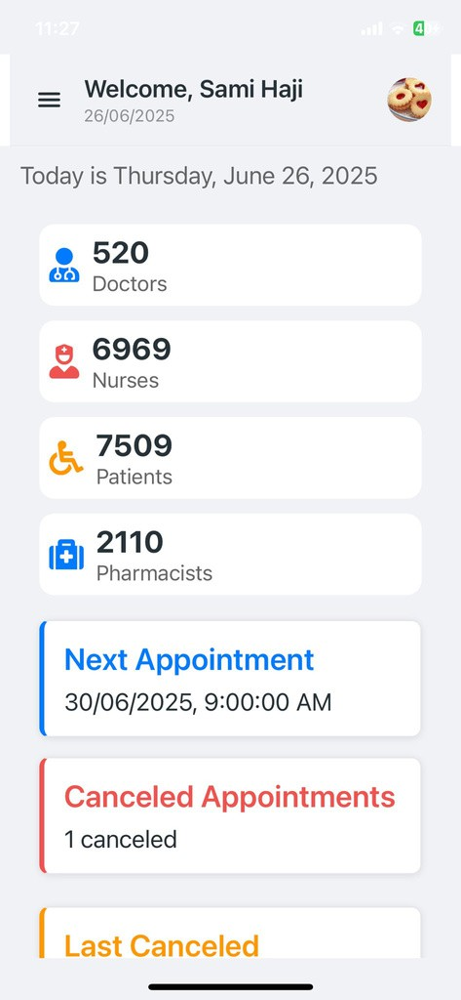 11:27
Welcome, Sami Haji
26/06/2025
Today is Thursday, June 26, 2025
520
Doctors
6969
Nurses
7509
Patients
2110
Pharmacists
Next Appointment
30/06/2025, 9:00:00 AM
Canceled Appointments
1 canceled
Last Canceled